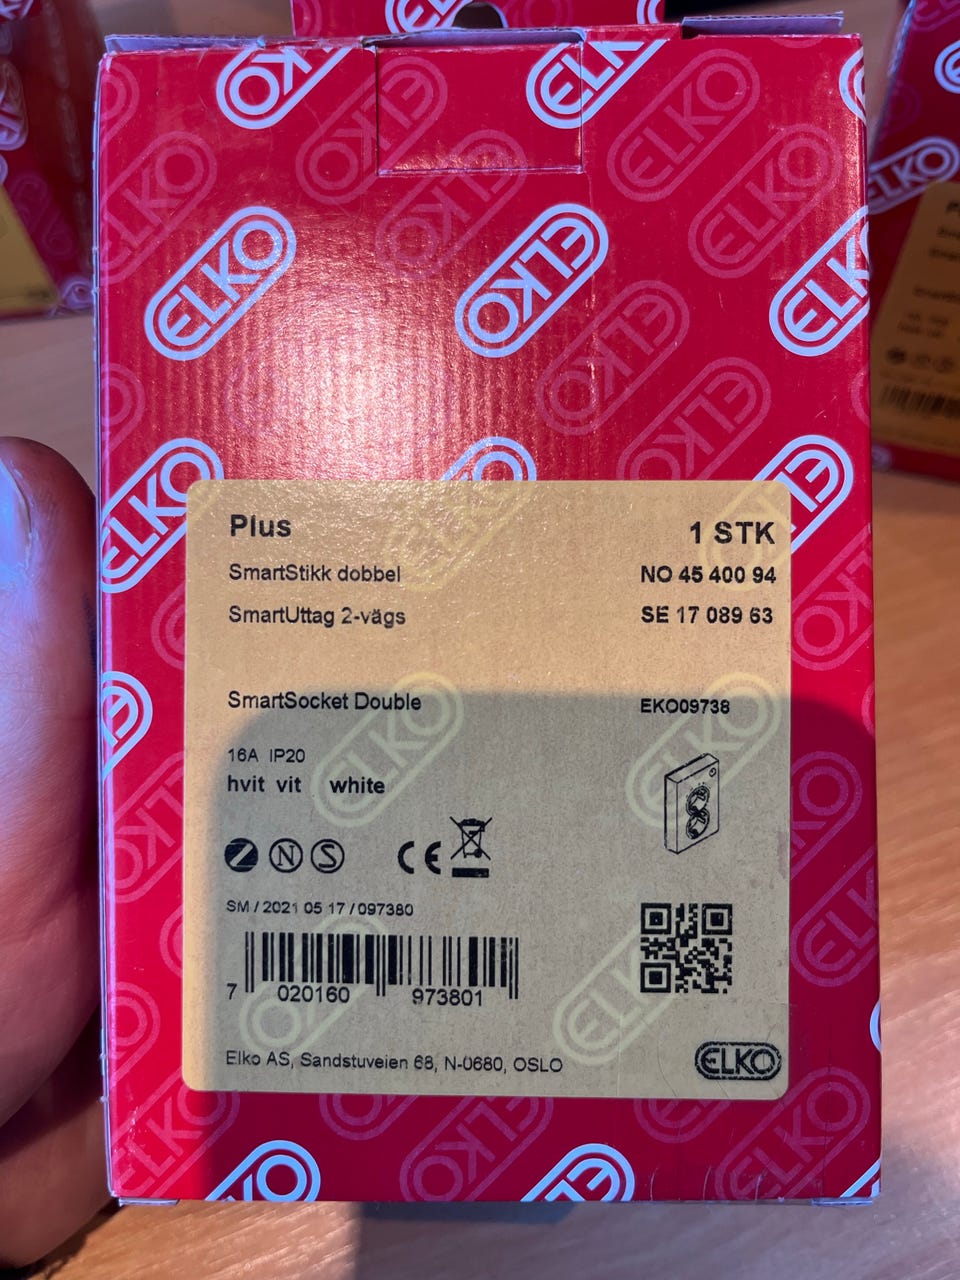 ELKO
Plus
1 STK
SmartStikk dobbel
NO 45 400 94
SmartUttag 2-vägs
SE 17 089 63
SmartSocket Double
EKO09738
16A IP20
hvit vit white
N S
CE
SM / 2021 05 17 / 097380
7 020160 973801
Elko AS, Sandstuveien 68, N-0680, OSLO
ELKO